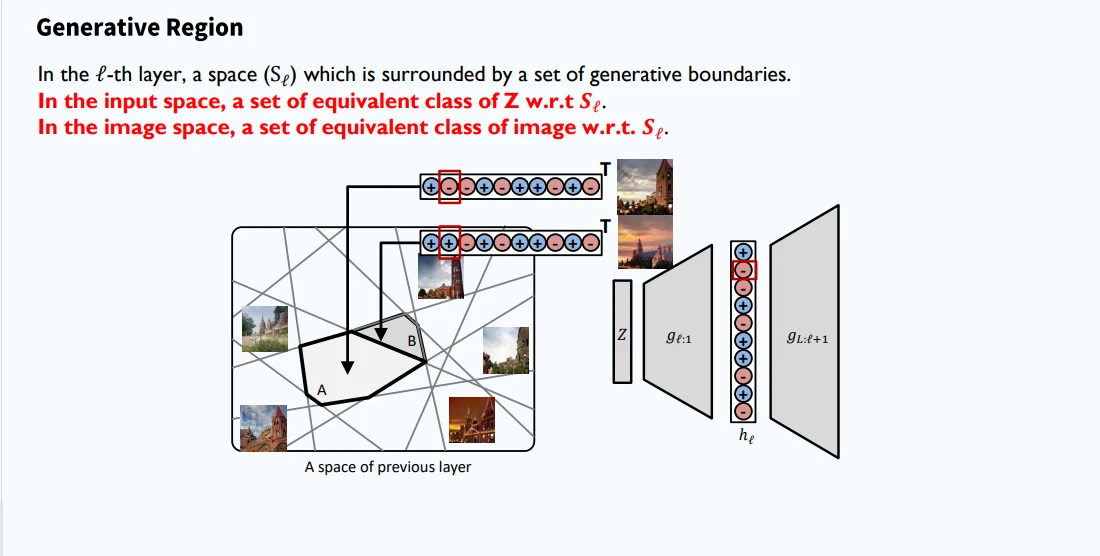 Generative Region
In the ℓ-th layer, a space (Sℓ) which is surrounded by a set of generative boundaries.
In the input space, a set of equivalent class of Z w.r.t Sℓ.
In the image space, a set of equivalent class of image w.r.t. Sℓ.
+ - - + - + + - + - T
+ + - + - + + - + - T
B
A
A space of previous layer
Z
gℓ:1
+
-
-
+
-
+
+
-
+
-
hℓ
gL:ℓ+1